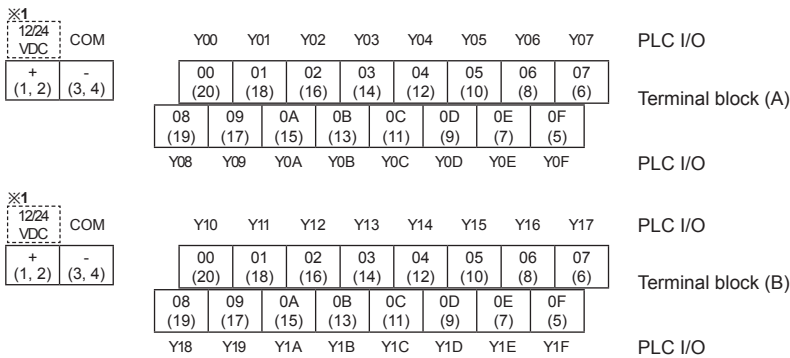 ※1
12/24 VDC COM Y00 Y01 Y02 Y03 Y04 Y05 Y06 Y07 PLC I/O
+ - 00 01 02 03 04 05 06 07
(1, 2) (3, 4) (20) (18) (16) (14) (12) (10) (8) (6) Terminal block (A)
08 09 0A 0B 0C 0D 0E 0F
(19) (17) (15) (13) (11) (9) (7) (5)
Y08 Y09 Y0A Y0B Y0C Y0D Y0E Y0F PLC I/O
※1
12/24 VDC COM Y10 Y11 Y12 Y13 Y14 Y15 Y16 Y17 PLC I/O
+ - 00 01 02 03 04 05 06 07
(1, 2) (3, 4) (20) (18) (16) (14) (12) (10) (8) (6) Terminal block (B)
08 09 0A 0B 0C 0D 0E 0F
(19) (17) (15) (13) (11) (9) (7) (5)
Y18 Y19 Y1A Y1B Y1C Y1D Y1E Y1F PLC I/O